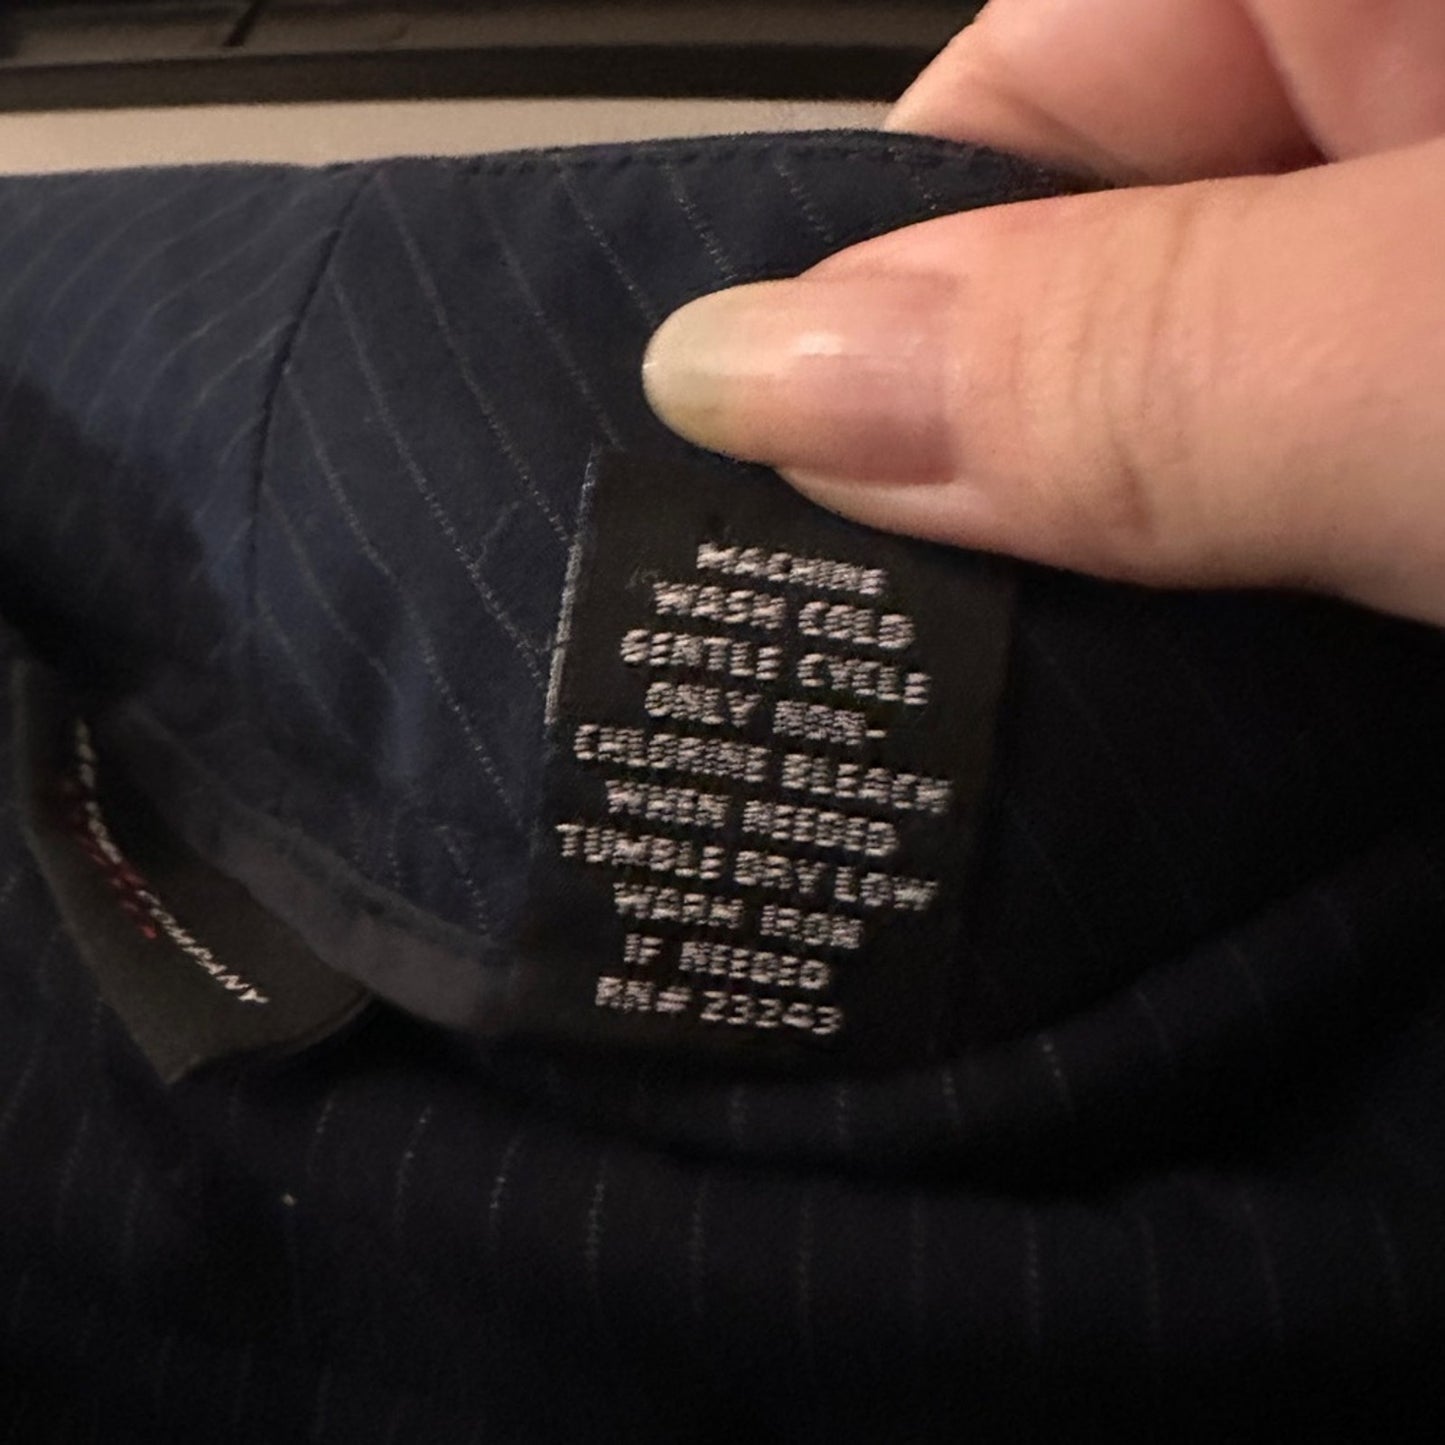 MACHINE
WASH COLD
GENTLE CYCLE
ONLY NON-
CHLORINE BLEACH
WHEN NEEDED
TUMBLE DRY LOW
WARM IRON
IF NEEDED
RN# 23243
COMPANY